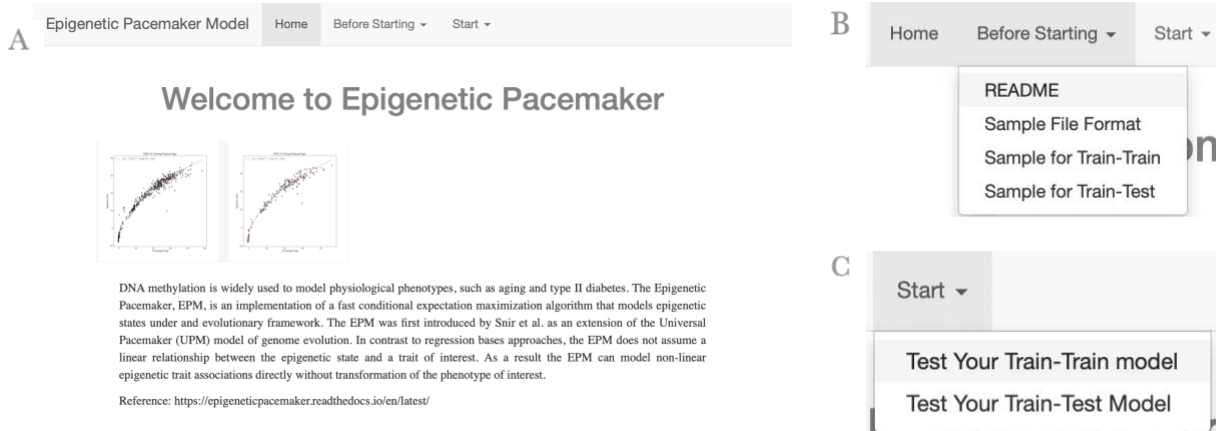 A
Epigenetic Pacemaker Model Home Before Starting Start
Welcome to Epigenetic Pacemaker
DNA methylation is widely used to model physiological phenotypes, such as aging and type II diabetes. The Epigenetic
Pacemaker, EPM, is an implementation of a fast conditional expectation maximization algorithm that models epigenetic
states under and evolutionary framework. The EPM was first introduced by Snir et al. as an extension of the Universal
Pacemaker (UPM) model of genome evolution. In contrast to regression bases approaches, the EPM does not assume a
linear relationship between the epigenetic state and a trait of interest. As a result the EPM can model non-linear
epigenetic trait associations directly without transformation of the phenotype of interest.
Reference: https://epigeneticpacemaker.readthedocs.io/en/latest/
B
Home Before Starting Start
README
Sample File Format
Sample for Train-Train
Sample for Train-Test
C
Start
Test Your Train-Train model
Test Your Train-Test Model